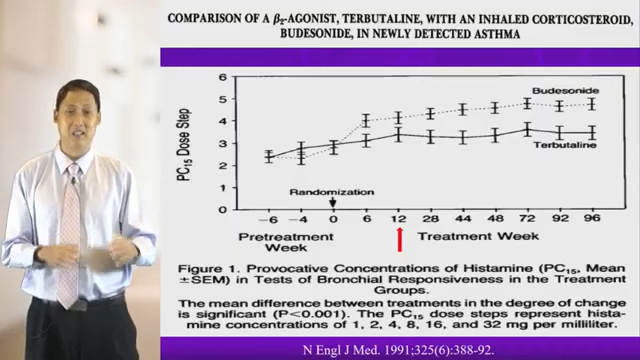 COMPARISON OF A β₂-AGONIST, TERBUTALINE, WITH AN INHALED CORTICOSTEROID,
BUDESONIDE, IN NEWLY DETECTED ASTHMA
6
5
4
3
2
1
0
PC₁₅ Dose Step
Budesonide
Terbutaline
Randomization
−6 −4 0 6 12 28 44 48 72 92 96
Pretreatment
Week
Treatment Week
Figure 1. Provocative Concentrations of Histamine (PC₁₅, Mean
±SEM) in Tests of Bronchial Responsiveness in the Treatment
Groups.
The mean difference between treatments in the degree of change
is significant (P<0.001). The PC₁₅ dose steps represent hista-
mine concentrations of 1, 2, 4, 8, 16, and 32 mg per milliliter.
N Engl J Med. 1991;325(6):388-92.